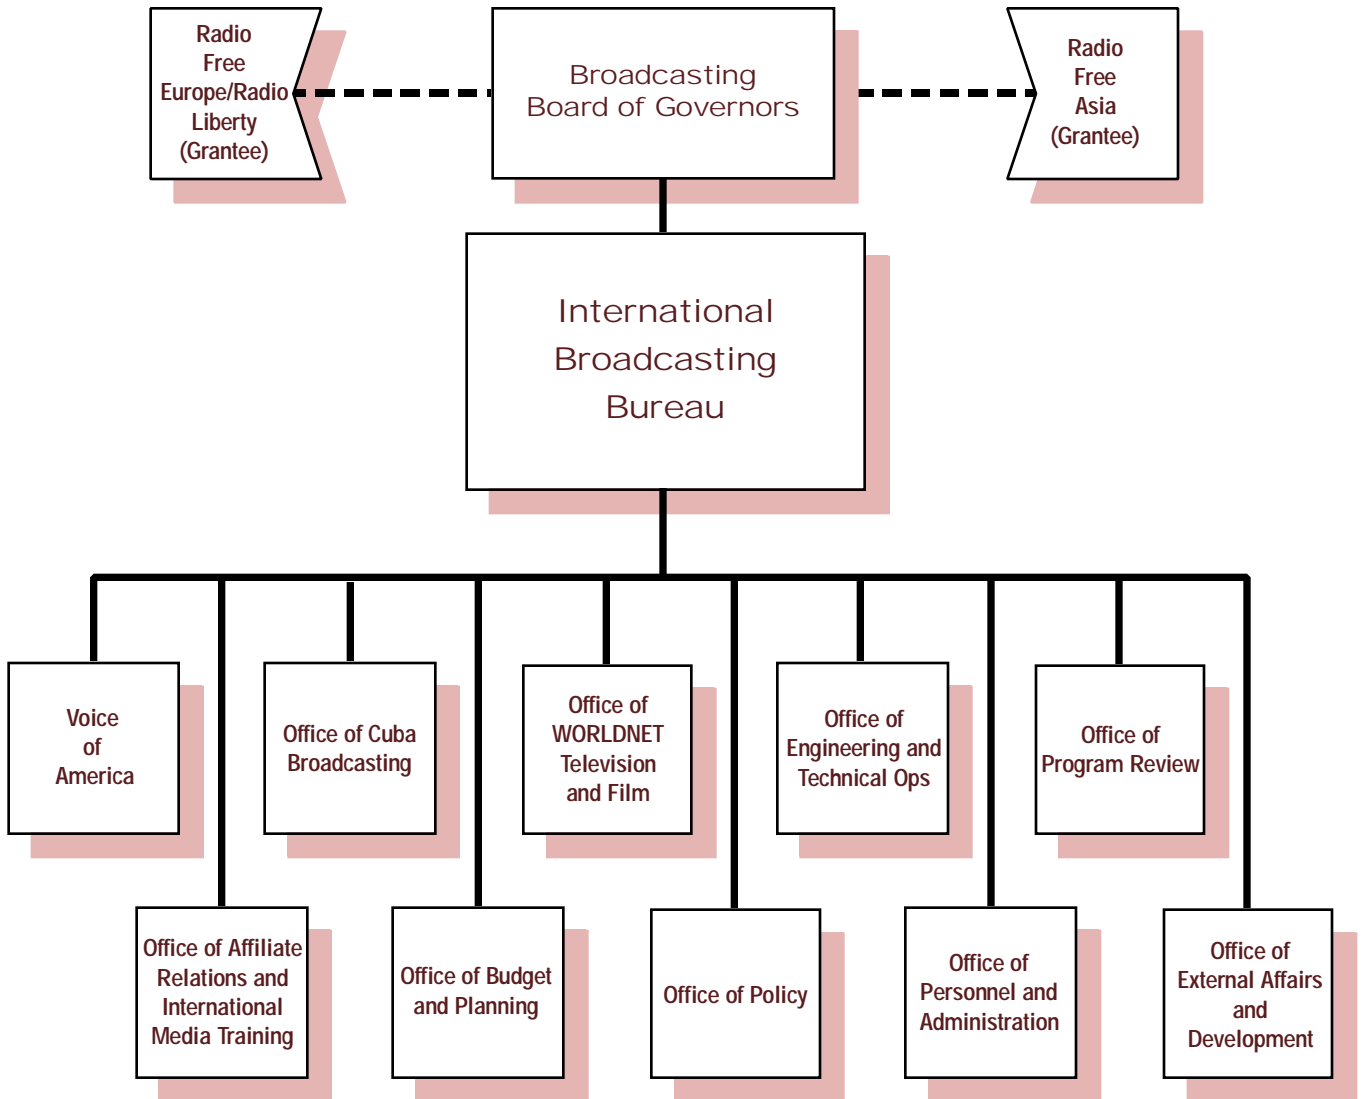 Radio
Free
Europe/Radio
Liberty
(Grantee)
Broadcasting
Board of Governors
Radio
Free
Asia
(Grantee)
International
Broadcasting
Bureau
Voice
of
America
Office of Cuba
Broadcasting
Office of
WORLDNET
Television
and Film
Office of
Engineering and
Technical Ops
Office of
Program Review
Office of Affiliate
Relations and
International
Media Training
Office of Budget
and Planning
Office of Policy
Office of
Personnel and
Administration
Office of
External Affairs
and
Development